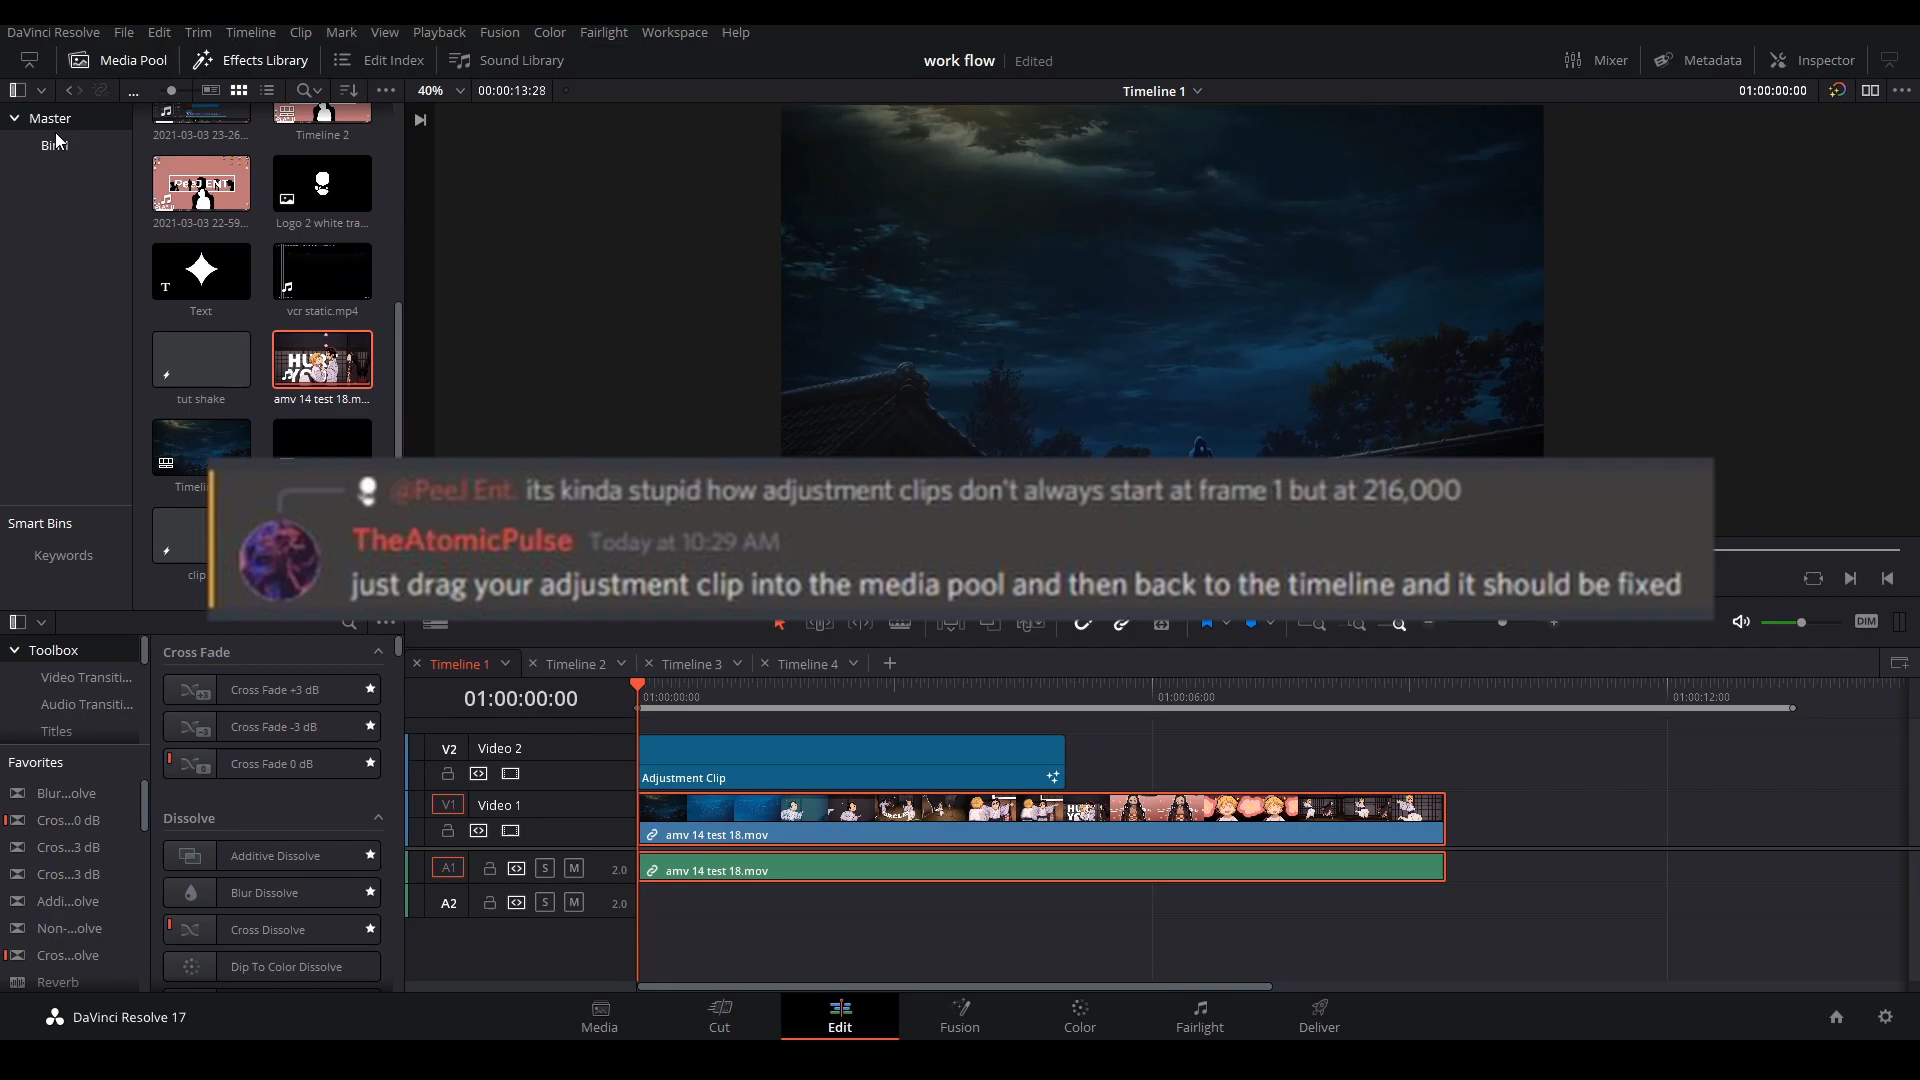 DaVinci Resolve File Edit Trim Timeline Clip Mark View Playback Fusion Color Fairlight Workspace Help
Media Pool Effects Library Edit Index Sound Library work flow Edited Mixer Metadata Inspector
... 40% 00:00:13:28 Timeline 1 01:00:00:00
Master
2021-03-03 23-26... Timeline 2
PeeJ ENT.
2021-03-03 22-59... Logo 2 white tra...
T
Text vcr static.mp4
HURT YOU
tut shake amv 14 test 18.m...
@PeeJ Ent. its kinda stupid how adjustment clips don't always start at frame 1 but at 216,000
Smart Bins
TheAtomicPulse Today at 10:29 AM
Keywords
clip
just drag your adjustment clip into the media pool and then back to the timeline and it should be fixed
DIM
Toolbox Cross Fade
Timeline 1 Timeline 2 Timeline 3 Timeline 4
Video Transiti... Cross Fade +3 dB 01:00:00:00 01:00:00:00 01:00:06:00 01:00:12:00
Audio Transiti... Cross Fade -3 dB
Titles
V2 Video 2
Favorites Cross Fade 0 dB
Adjustment Clip
Blur...olve V1 Video 1
Cros...0 dB Dissolve
amv 14 test 18.mov
Cros...3 dB Additive Dissolve
A1 S M 2.0 amv 14 test 18.mov
Cros...3 dB
Addi...olve Blur Dissolve A2 S M 2.0
Non-...olve Cross Dissolve
Cros...olve Dip To Color Dissolve
Reverb
DaVinci Resolve 17 Media Cut Edit Fusion Color Fairlight Deliver